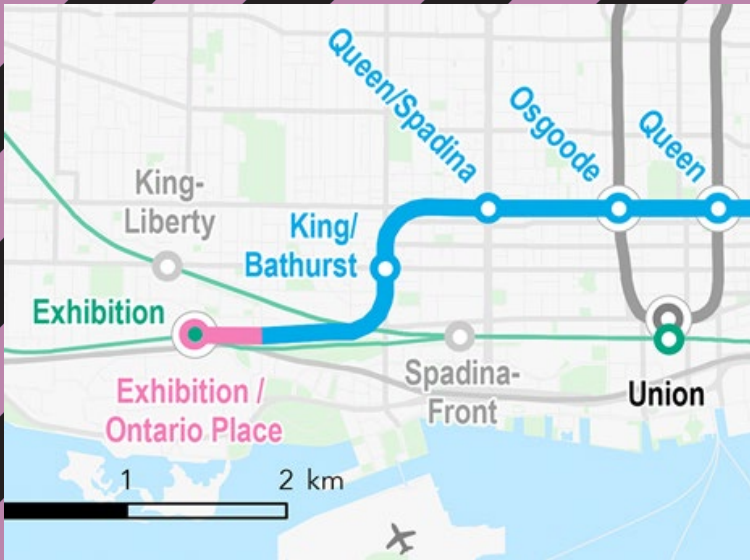 Queen/Spadina
Osgoode
Queen
King-
Liberty
King/
Bathurst
Exhibition
Exhibition /
Ontario Place
Spadina-
Front
Union
1
2 km